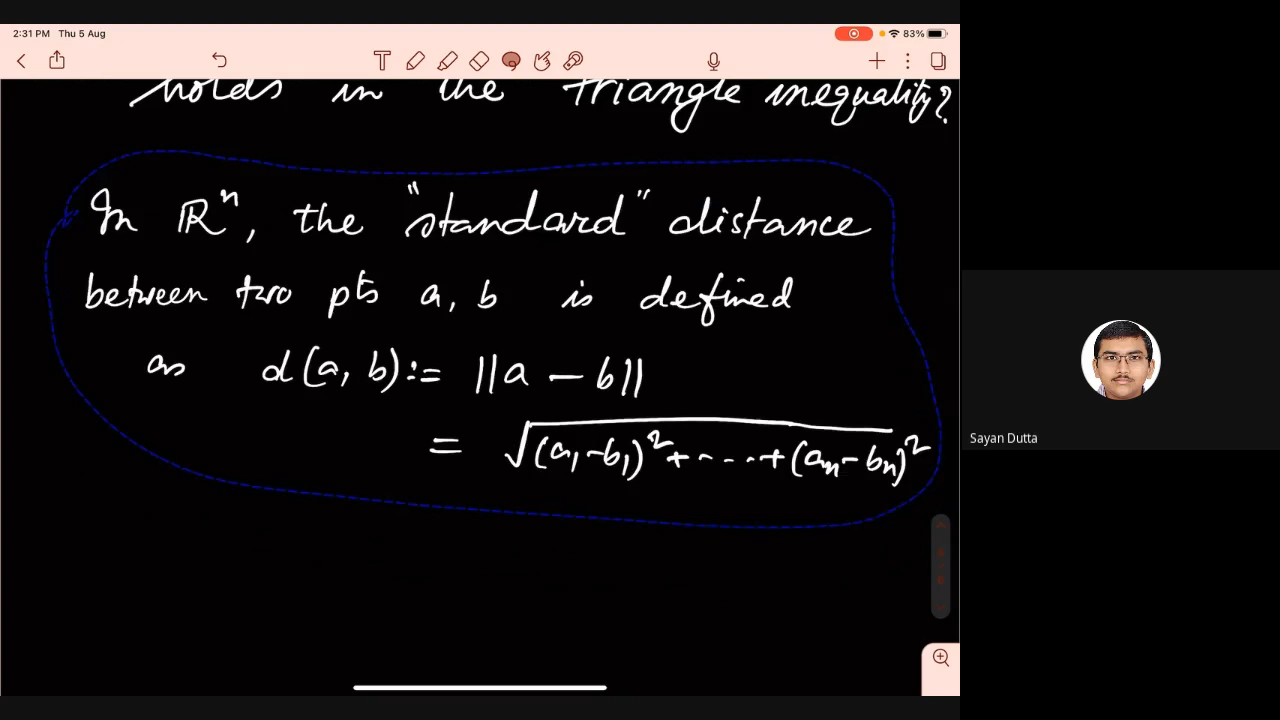 2:31 PM Thu 5 Aug
83%
holds in the triangle inequality?
In ℝⁿ, the "standard" distance
between two pts a, b is defined
as d(a, b) := ||a - b||
= √(a₁-b₁)² + ---- + (aₙ-bₙ)²
Sayan Dutta